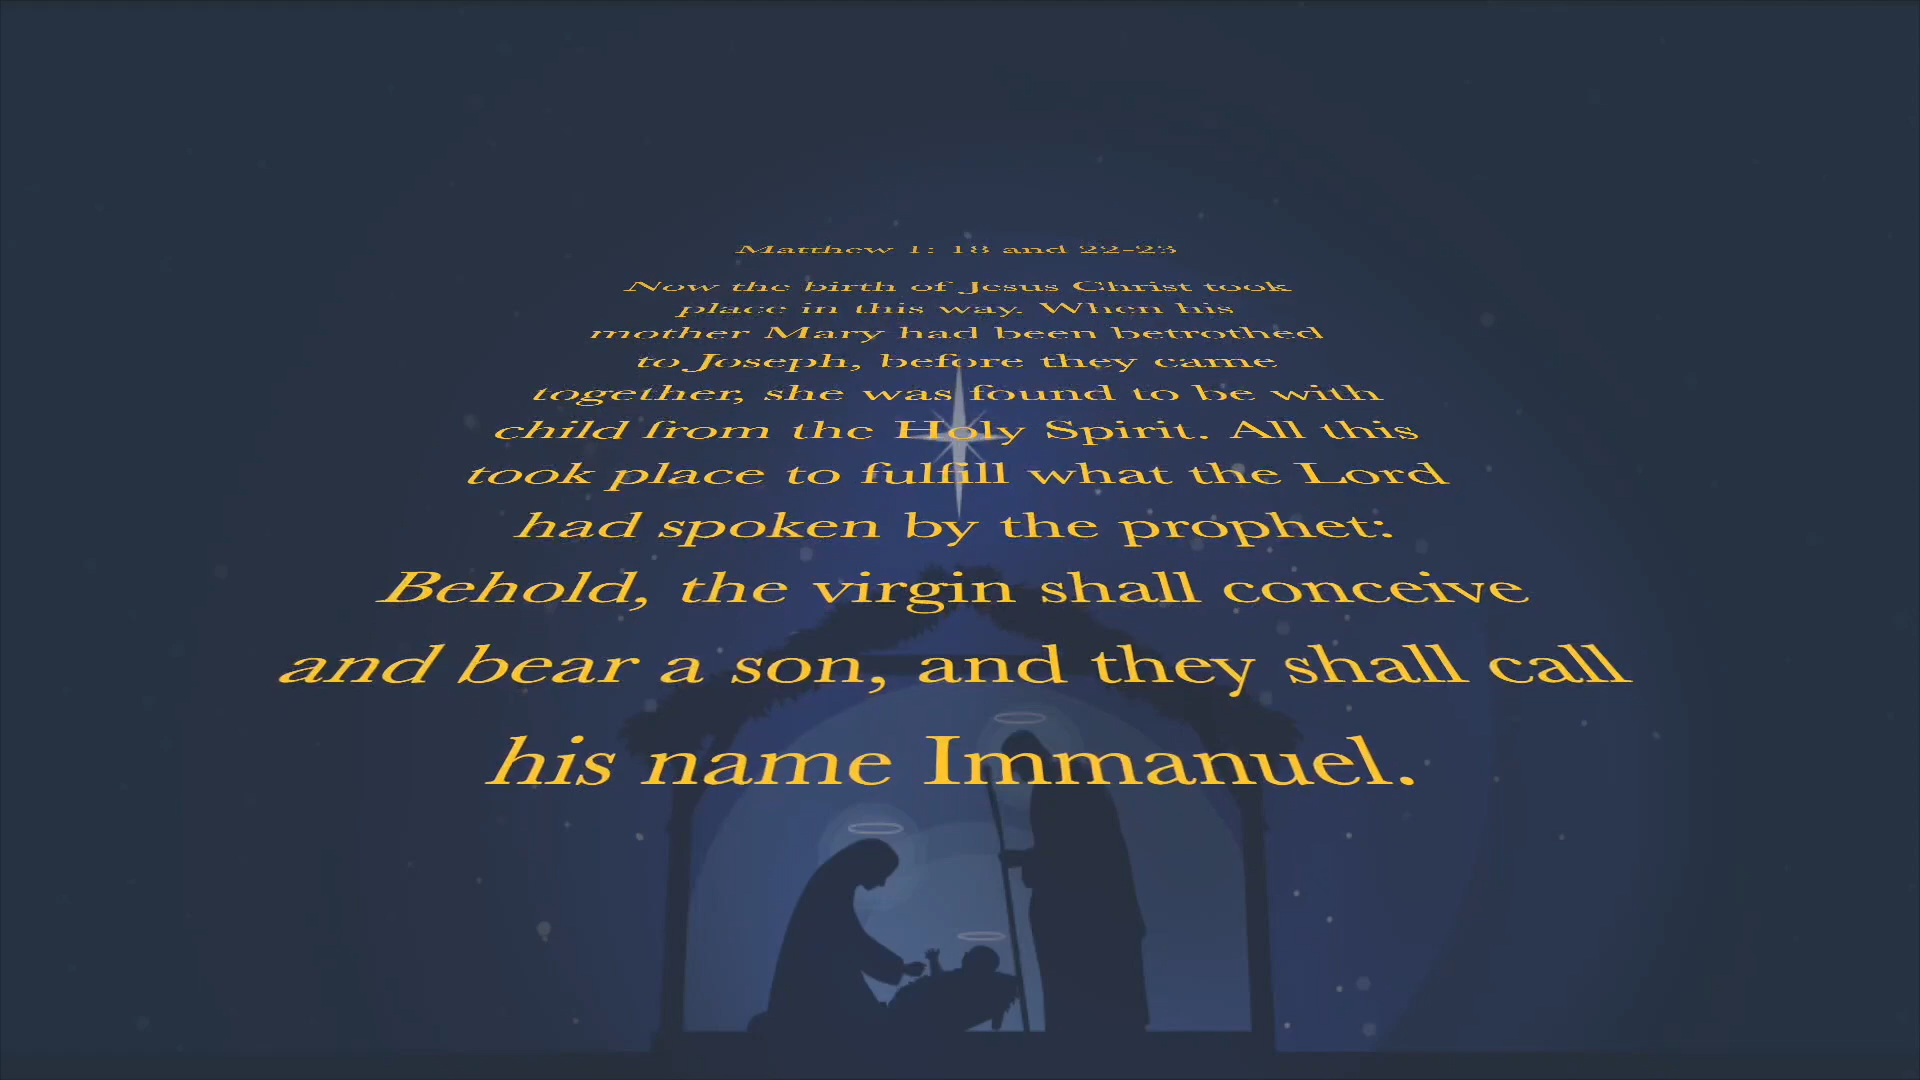 Matthew 1: 18 and 22-23
Now the birth of Jesus Christ took
place in this way. When his
mother Mary had been betrothed
to Joseph, before they came
together, she was found to be with
child from the Holy Spirit. All this
took place to fulfill what the Lord
had spoken by the prophet:
Behold, the virgin shall conceive
and bear a son, and they shall call
his name Immanuel.